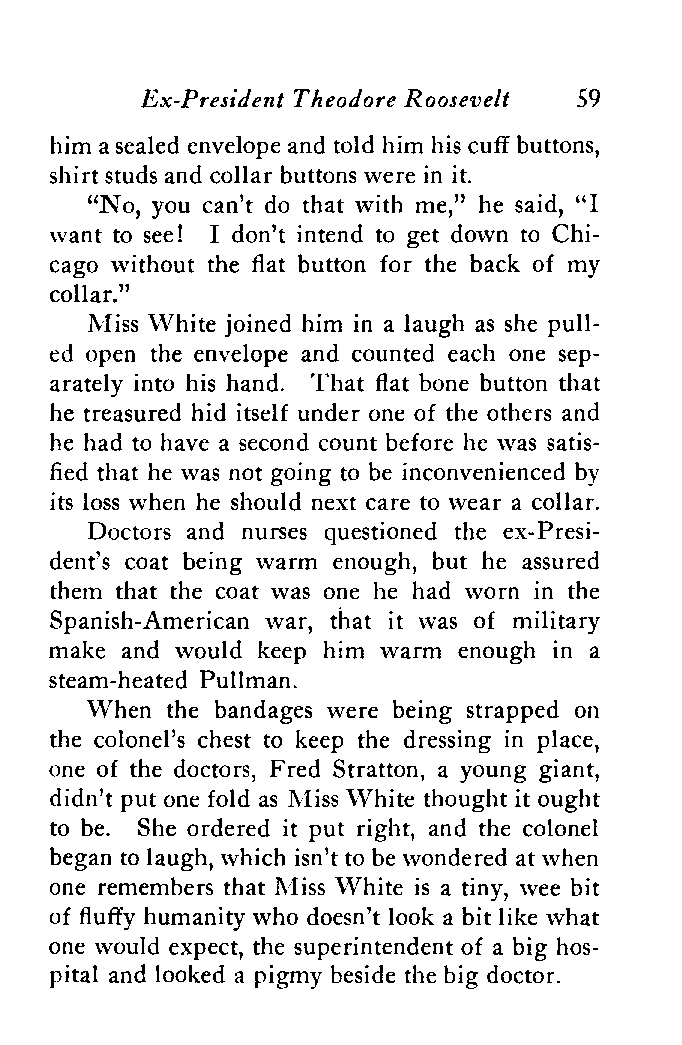 Ex-President Theodore Roosevelt 59
him a sealed envelope and told him his cuff buttons,
shirt studs and collar buttons were in it.
“No, you can’t do that with me,” he said, “I
want to see! I don’t intend to get down to Chi-
cago without the flat button for the back of my
collar.”
Miss White joined him in a laugh as she pull-
ed open the envelope and counted each one sep-
arately into his hand. That flat bone button that
he treasured hid itself under one of the others and
he had to have a second count before he was satis-
fied that he was not going to be inconvenienced by
its loss when he should next care to wear a collar.
Doctors and nurses questioned the ex-Presi-
dent’s coat being warm enough, but he assured
them that the coat was one he had worn in the
Spanish-American war, that it was of military
make and would keep him warm enough in a
steam-heated Pullman.
When the bandages were being strapped on
the colonel’s chest to keep the dressing in place,
one of the doctors, Fred Stratton, a young giant,
didn’t put one fold as Miss White thought it ought
to be. She ordered it put right, and the colonel
began to laugh, which isn’t to be wondered at when
one remembers that Miss White is a tiny, wee bit
of fluffy humanity who doesn’t look a bit like what
one would expect, the superintendent of a big hos-
pital and looked a pigmy beside the big doctor.